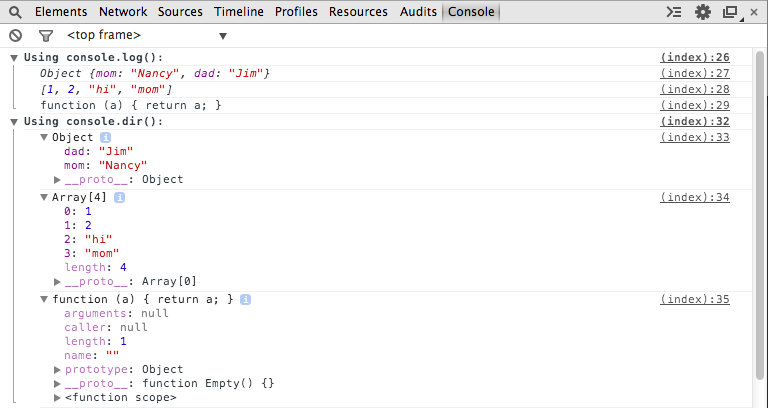 Elements Network Sources Timeline Profiles Resources Audits Console
<top frame>
Using console.log(): (index):26
Object {mom: "Nancy", dad: "Jim"} (index):27
[1, 2, "hi", "mom"] (index):28
function (a) { return a; } (index):29
Using console.dir(): (index):32
Object i (index):33
dad: "Jim"
mom: "Nancy"
__proto__: Object
Array[4] i (index):34
0: 1
1: 2
2: "hi"
3: "mom"
length: 4
__proto__: Array[0]
function (a) { return a; } i (index):35
arguments: null
caller: null
length: 1
name: ""
prototype: Object
__proto__: function Empty() {}
<function scope>